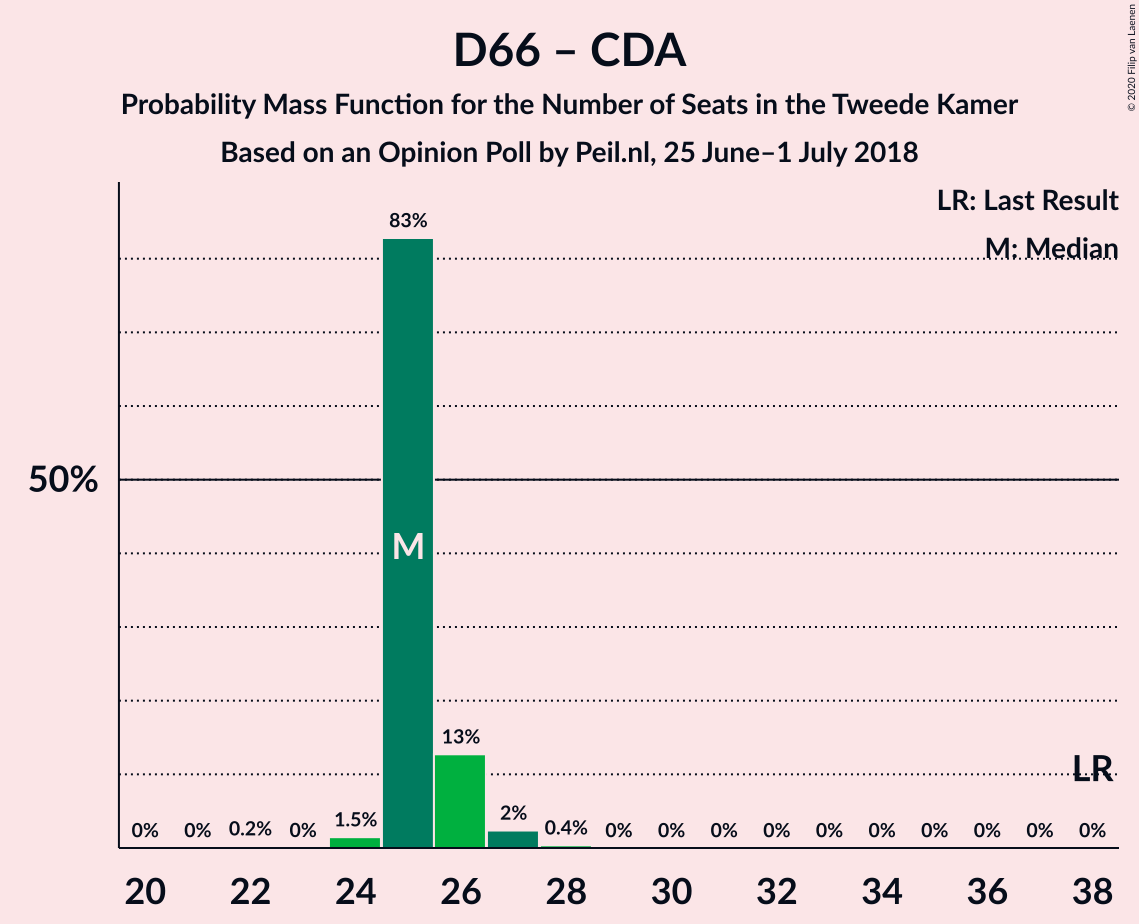 D66 – CDA
Probability Mass Function for the Number of Seats in the Tweede Kamer
Based on an Opinion Poll by Peil.nl, 25 June–1 July 2018
© 2020 Filip van Laenen
LR: Last Result
M: Median
83%
50%
M
13%
LR
0% 0% 0.2% 0% 1.5% 2% 0.4% 0% 0% 0% 0% 0% 0% 0% 0% 0% 0%
20 22 24 26 28 30 32 34 36 38